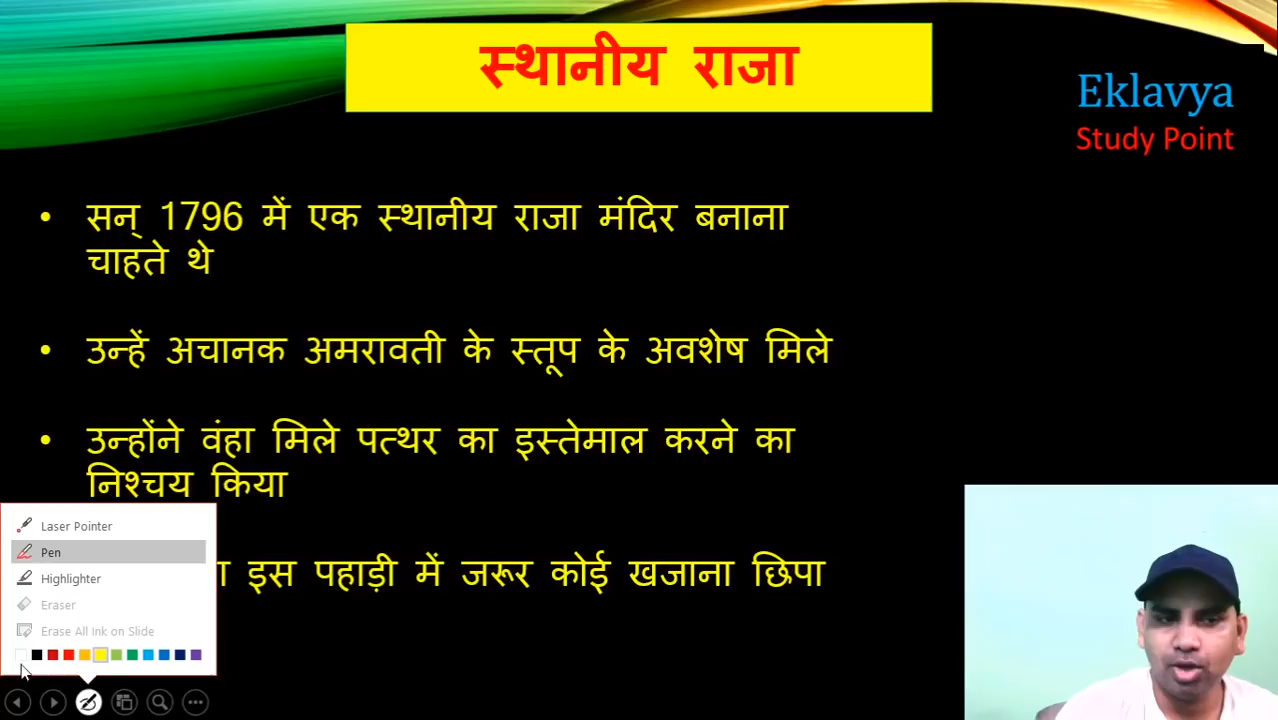 स्थानीय राजा
Eklavya
Study Point
• सन् 1796 में एक स्थानीय राजा मंदिर बनाना
चाहते थे
• उन्हें अचानक अमरावती के स्तूप के अवशेष मिले
• उन्होंने वंहा मिले पत्थर का इस्तेमाल करने का
निश्चय किया
इस पहाड़ी में जरूर कोई खजाना छिपा
Laser Pointer
Pen
Highlighter
Eraser
Erase All Ink on Slide